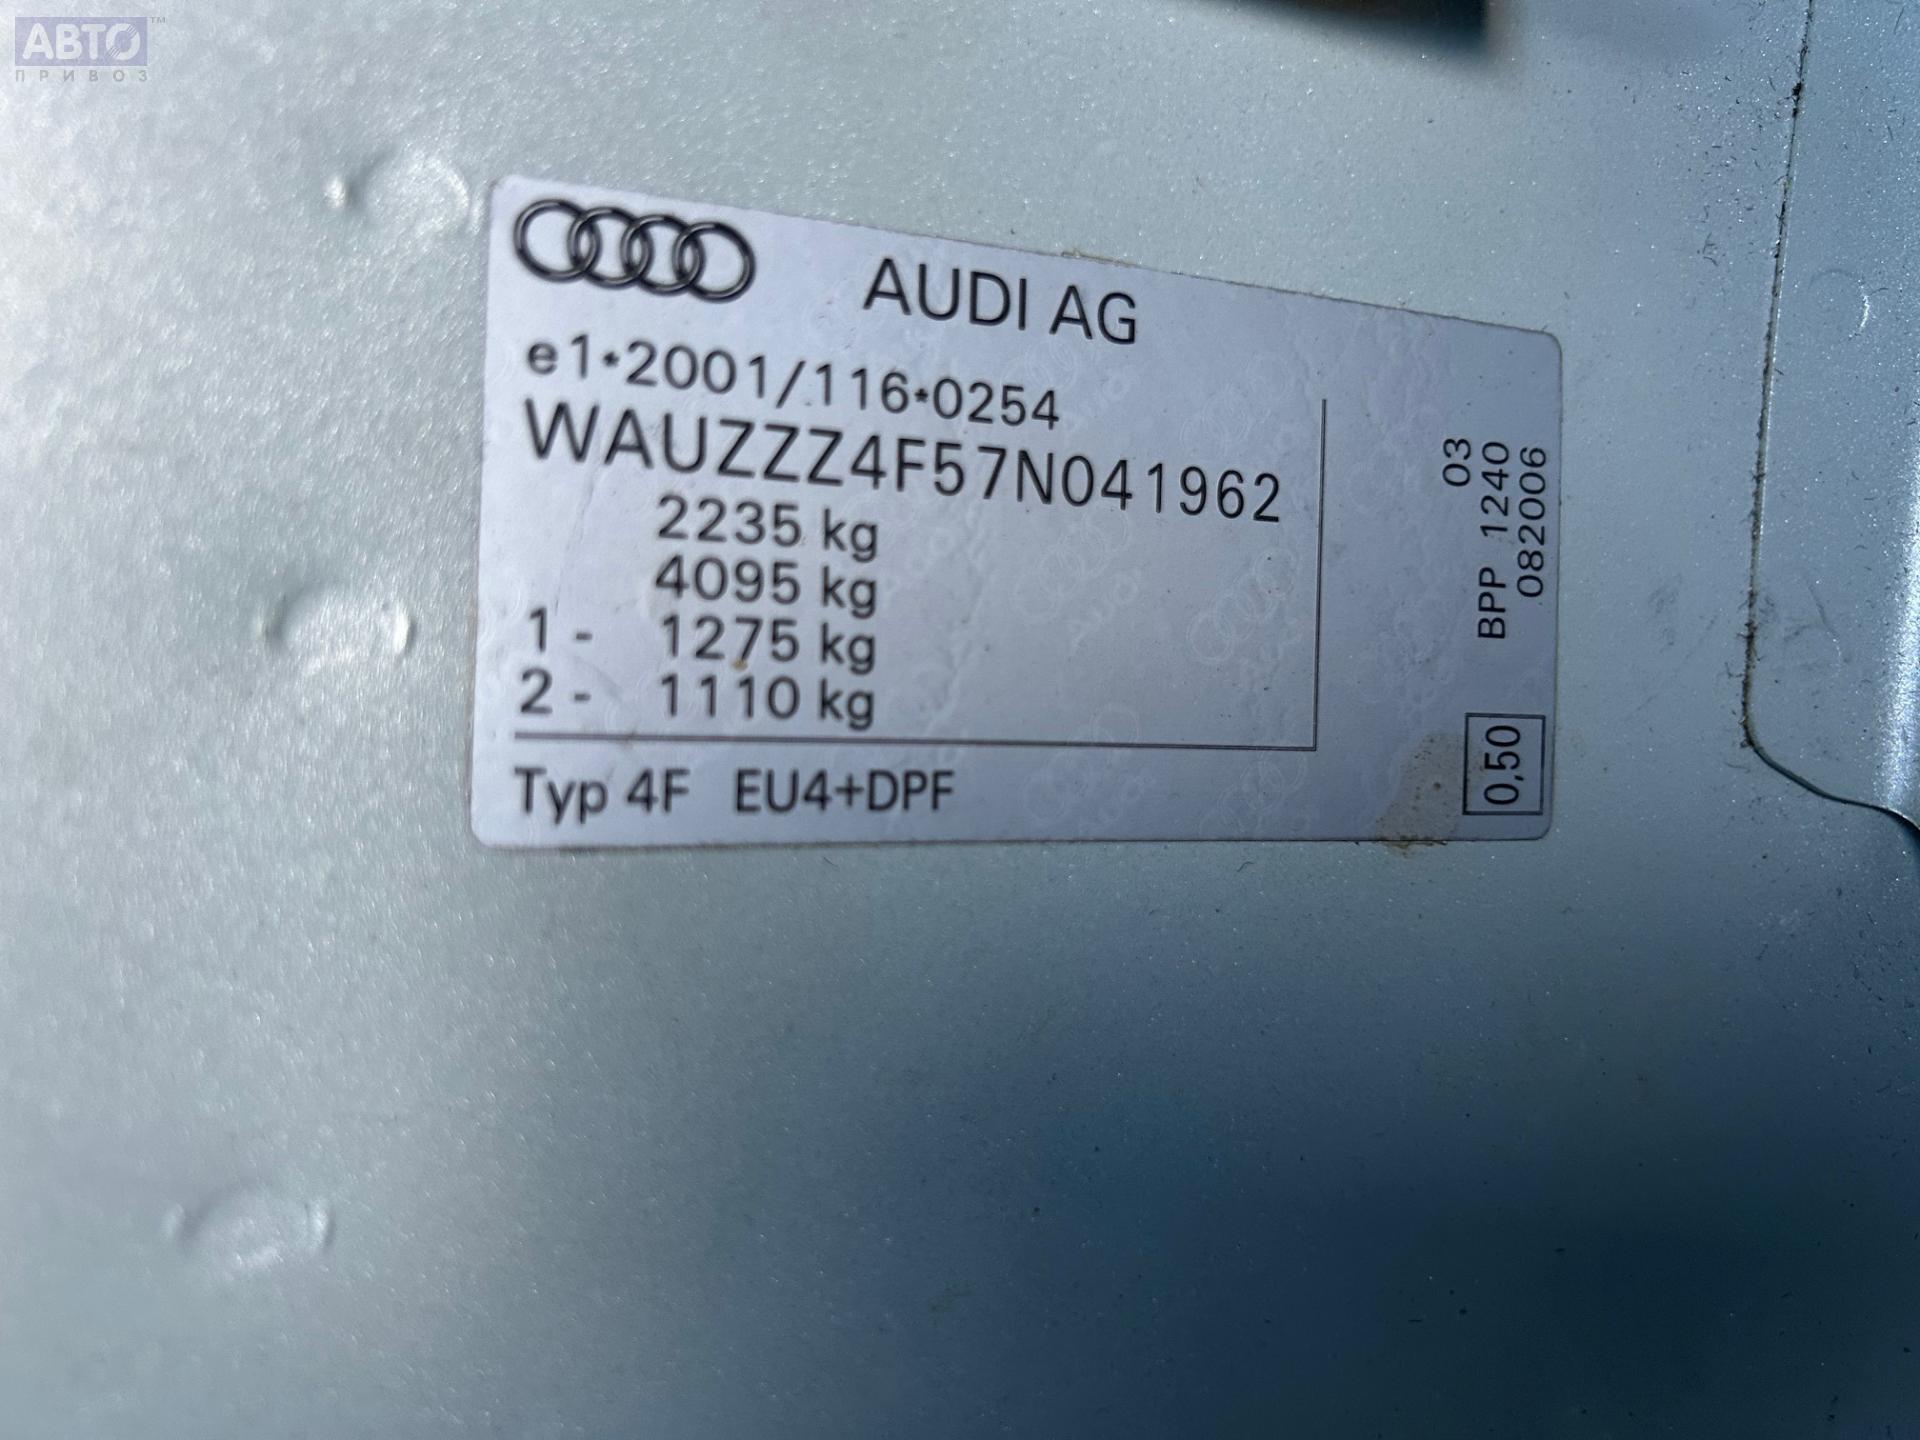 АВТО™
ПРИВОЗ
AUDI AG
e1*2001/116*0254
WAUZZZ4F57N041962
2235 kg
4095 kg
1 - 1275 kg
2 - 1110 kg
Typ 4F EU4+DPF
03
BPP 1240
082006
0,50